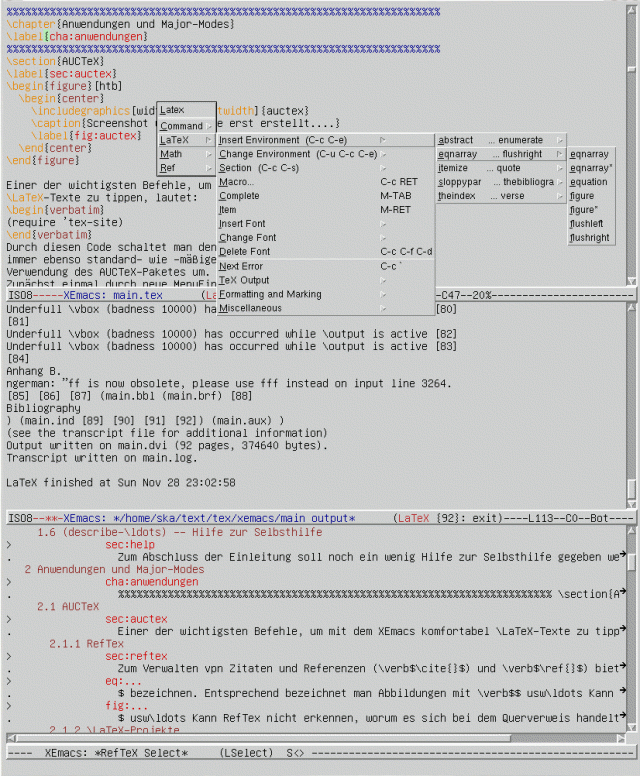 %%%%%%%%%%%%%%%%%%%%%%%%%%%%%%%%%%%%%%%%%%%%%%%%%%%%%%%%%%%%%%%%%%%%%%
\chapter{Anwendungen und Major-Modes}
\label{cha:anwendungen}
%%%%%%%%%%%%%%%%%%%%%%%%%%%%%%%%%%%%%%%%%%%%%%%%%%%%%%%%%%%%%%%%%%%%%%
\section{AUCTeX}
\label{sec:auctex}
\begin{figure}[htb]
\begin{center}
\includegraphics[wid twidth]{auctex}
\caption{Screenshot e erst erstellt....}
\label{fig:auctex}
\end{center}
\end{figure}
Einer der wichtigsten Befehle, um
\LaTeX-Texte zu tippen, lautet:
\begin{verbatim}
(require 'tex-site)
\end{verbatim}
Durch diesen Code schaltet man den
immer ebenso standard- wie -mäßige
Verwendung des AUCTeX-Paketes um.
Zunächst einmal durch neue MenuEin
Latex
Command
LaTeX
Math
Ref
Insert Environment (C-c C-e)
Change Environment (C-u C-c C-e)
Section (C-c C-s)
Macro... C-c RET
Complete M-TAB
Item M-RET
Insert Font
Change Font
Delete Font C-c C-f C-d
Next Error C-c `
TeX Output
Formatting and Marking
Miscellaneous
abstract ... enumerate
eqnarray ... flushright
itemize ... quote
sloppypar ... thebibliogra
theindex ... verse
eqnarray
eqnarray*
equation
figure
figure*
flushleft
flushright
ISO8-----XEmacs: main.tex (La -C47--20%------------------------
Underfull \vbox (badness 10000) ha [80]
[81]
Underfull \vbox (badness 10000) has occurred while \output is active [82]
Underfull \vbox (badness 10000) has occurred while \output is active [83]
[84]
Anhang B.
ngerman: "ff is now obsolete, please use fff instead on input line 3264.
[85] [86] [87] (main.bbl (main.brf) [88]
Bibliography
) (main.ind [89] [90] [91] [92]) (main.aux) )
(see the transcript file for additional information)
Output written on main.dvi (92 pages, 374640 bytes).
Transcript written on main.log.
LaTeX finished at Sun Nov 28 23:02:58
ISO8--**-XEmacs: */home/ska/text/tex/xemacs/main output* (LaTeX {92}: exit)----L113--C0--Bot----
1.6 (describe-\ldots) -- Hilfe zur Selbsthilfe
> sec:help
. Zum Abschluss der Einleitung soll noch ein wenig Hilfe zur Selbsthilfe gegeben we
2 Anwendungen und Major-Modes
> cha:anwendungen
. %%%%%%%%%%%%%%%%%%%%%%%%%%%%%%%%%%%%%%%%%%%%%%%%%%%%%%%%%%%%%%%%%%%%%% \section{A
2.1 AUCTeX
> sec:auctex
. Einer der wichtigsten Befehle, um mit dem XEmacs komfortabel \LaTeX-Texte zu tipp
2.1.1 RefTex
> sec:reftex
. Zum Verwalten vpn Zitaten und Referenzen (\verb$\cite{}$) und \verb$\ref{}$) biet
> eq:...
. $ bezeichnen. Entsprechend bezeichnet man Abbildungen mit \verb$$ usw\ldots Kann
> fig:...
. $ usw\ldots Kann RefTex nicht erkennen, worum es sich bei dem Querverweis handelt
2.1.2 \LaTeX-Projekte
---- XEmacs: *RefTeX Select* (LSelect) S<> ----------------------------------------